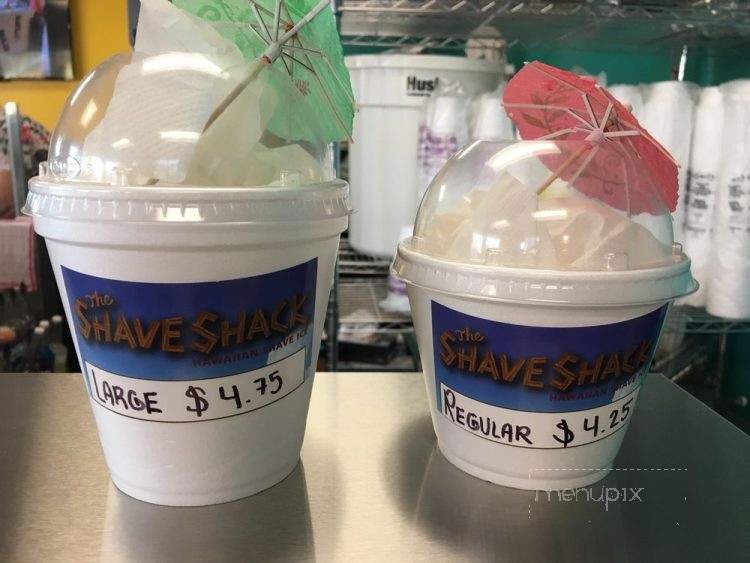 Hus
The
SHAVE SHACK
HAWAIIAN SHAVE ICE
LARGE $4.75
The
SHAVE SHACK
HAWAIIAN SHAVE IC
REGULAR $4.25
menupix